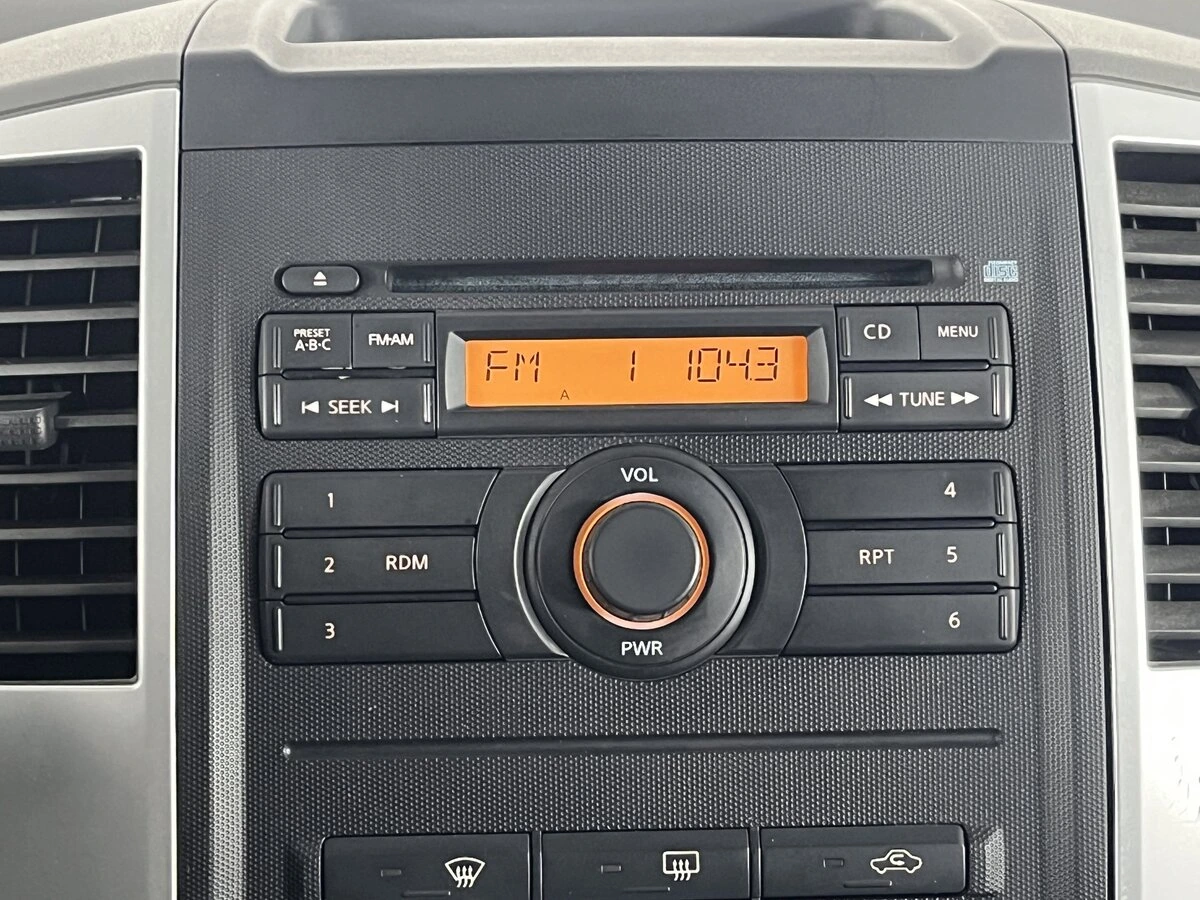 disc
PRESET
A·B·C
FM·AM
FM 1 104.3
A
CD
MENU
SEEK
TUNE
VOL
1
2 RDM
3
4
RPT 5
6
PWR